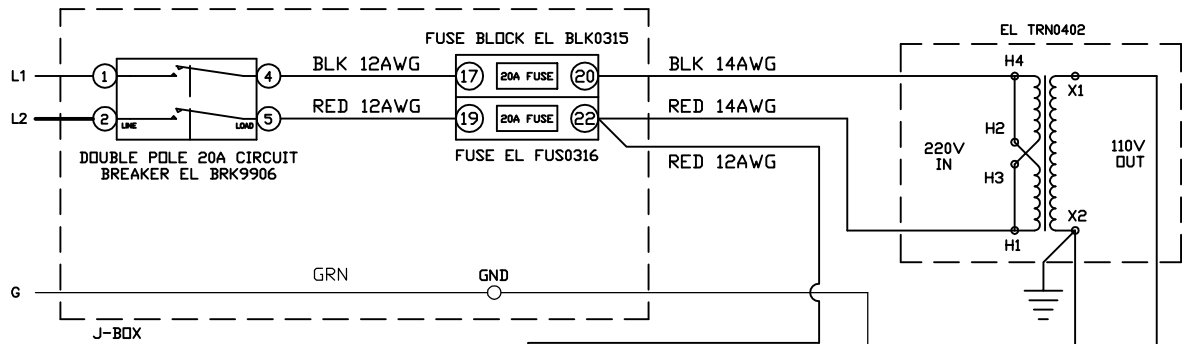 EL TRN0402
FUSE BLOCK EL BLK0315
L1
1
4
BLK 12AWG
17
20A FUSE
20
BLK 14AWG
H4
X1
L2
2
LINE
LOAD
5
RED 12AWG
19
20A FUSE
22
RED 14AWG
H2
DOUBLE POLE 20A CIRCUIT
BREAKER EL BRK9906
FUSE EL FUS0316
RED 12AWG
220V
IN
H3
110V
OUT
H1
X2
G
GRN
GND
J-BOX